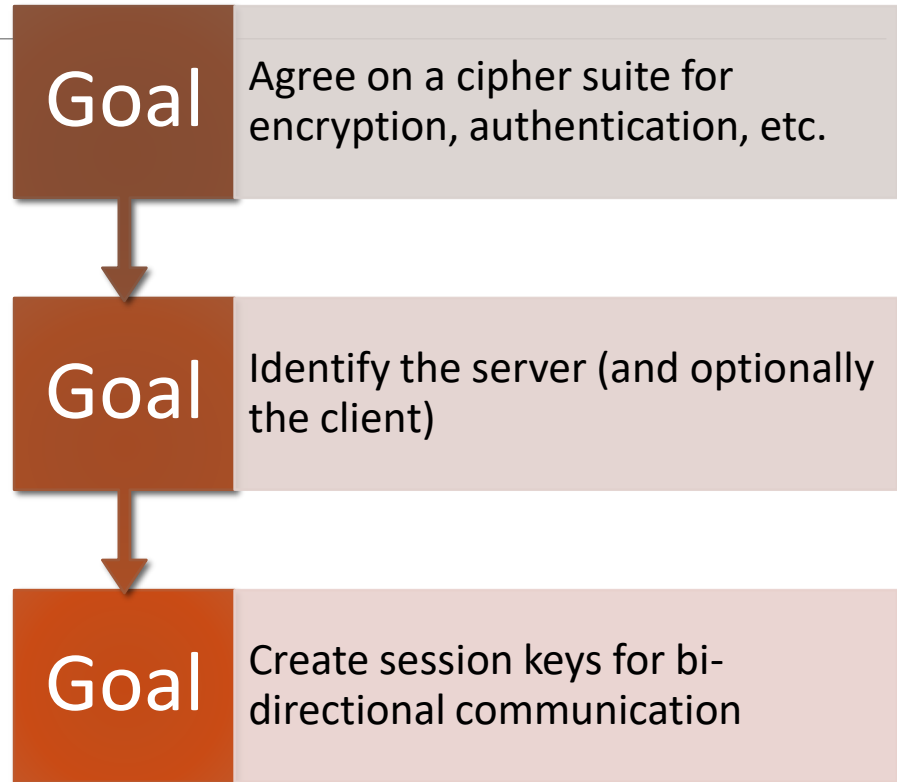 Goal
Agree on a cipher suite for
encryption, authentication, etc.
Goal
Identify the server (and optionally
the client)
Goal
Create session keys for bi-
directional communication